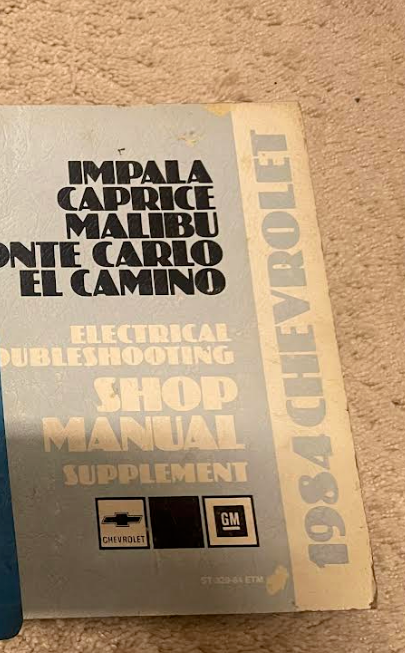 IMPALA
CAPRICE
MALIBU
ONTE CARLO
EL CAMINO
ELECTRICAL
OUBLESHOOTING
SHOP
MANUAL
SUPPLEMENT
CHEVROLET
GM
1984 CHEVROLET